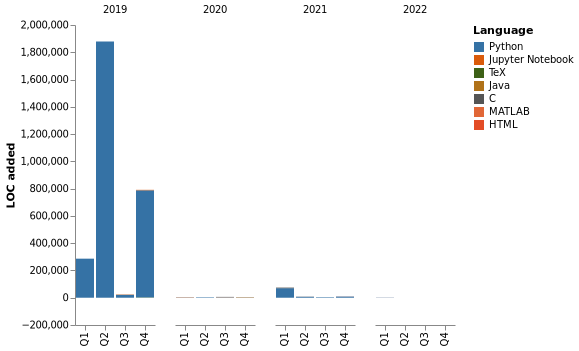 2019 2020 2021 2022
Language
Python
Jupyter Notebook
TeX
Java
C
MATLAB
HTML
LOC added
2,000,000
1,800,000
1,600,000
1,400,000
1,200,000
1,000,000
800,000
600,000
400,000
200,000
0
−200,000
Q1 Q2 Q3 Q4 Q1 Q2 Q3 Q4 Q1 Q2 Q3 Q4 Q1 Q2 Q3 Q4